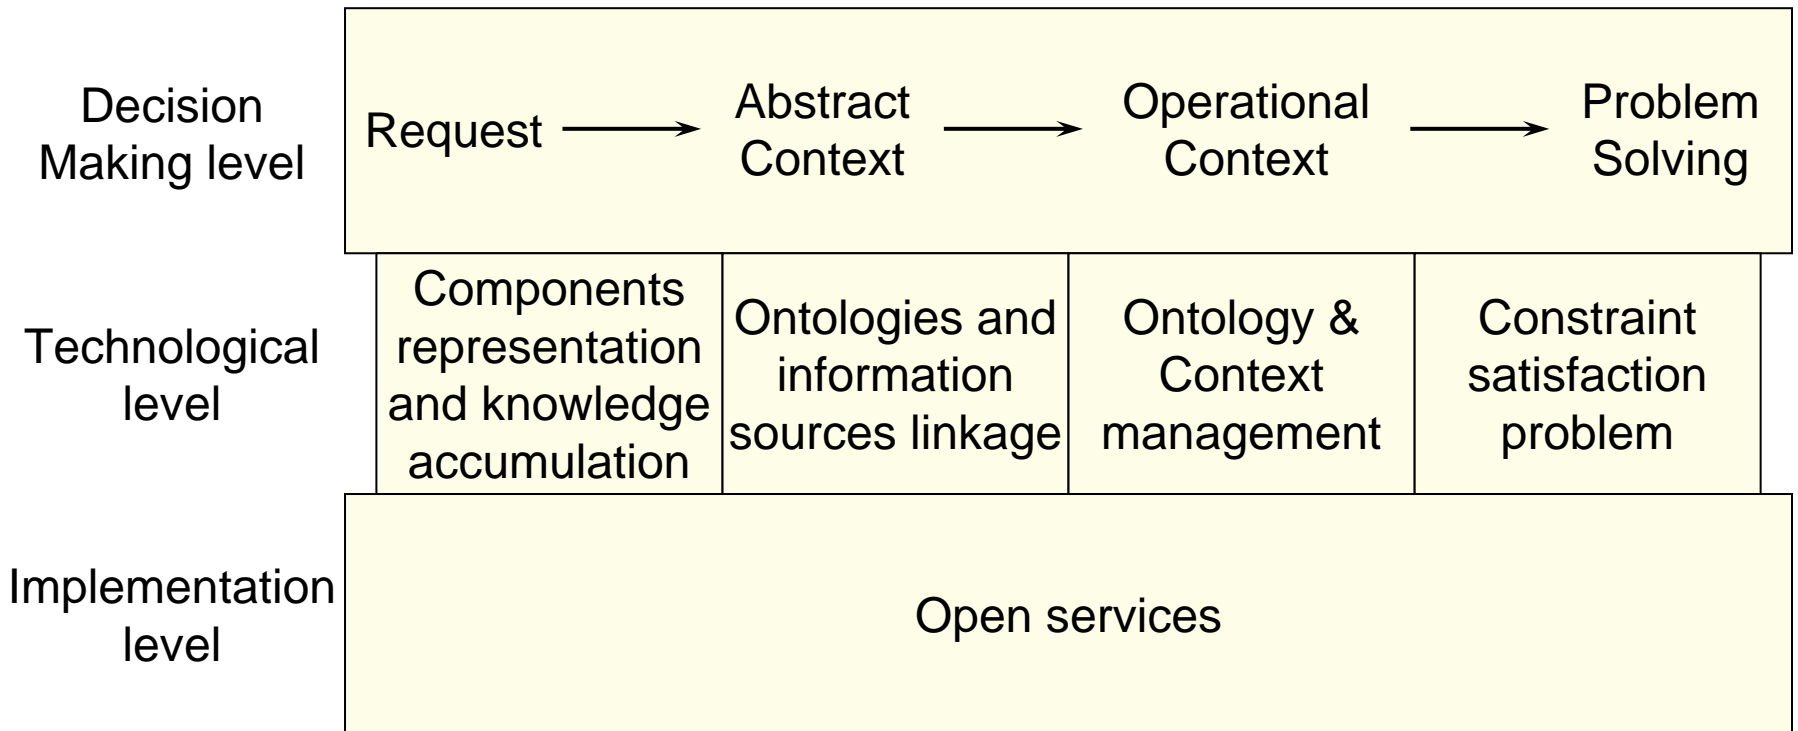 Decision
Making level
Request
Abstract
Context
Operational
Context
Problem
Solving
Technological
level
Components
representation
and knowledge
accumulation
Ontologies and
information
sources linkage
Ontology &
Context
management
Constraint
satisfaction
problem
Implementation
level
Open services